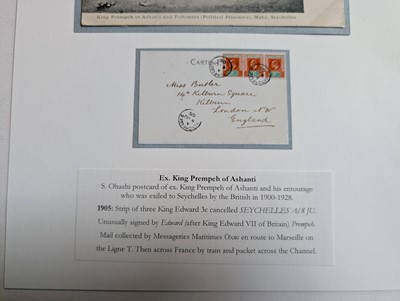 King Prempeh of Ashanti and Followers (Political Prisoners), Mahé, Seychelles
CARTE
Miss Butler
14 Kilburn Square
Kilburn
London N.W
England
Ex. King Prempeh of Ashanti
S. Ohashi postcard of ex. King Prempeh of Ashanti and his entourage
who was exiled to Seychelles by the British in 1900-1928.
1905: Strip of three King Edward 3c cancelled SEYCHELLES A/8 JU.
Unusually signed by Edward (after King Edward VII of Britain) Prempeh.
Mail collected by Messageries Maritimes Oxus en route to Marseille on
the Ligne T. Then across France by train and packet across the Channel.